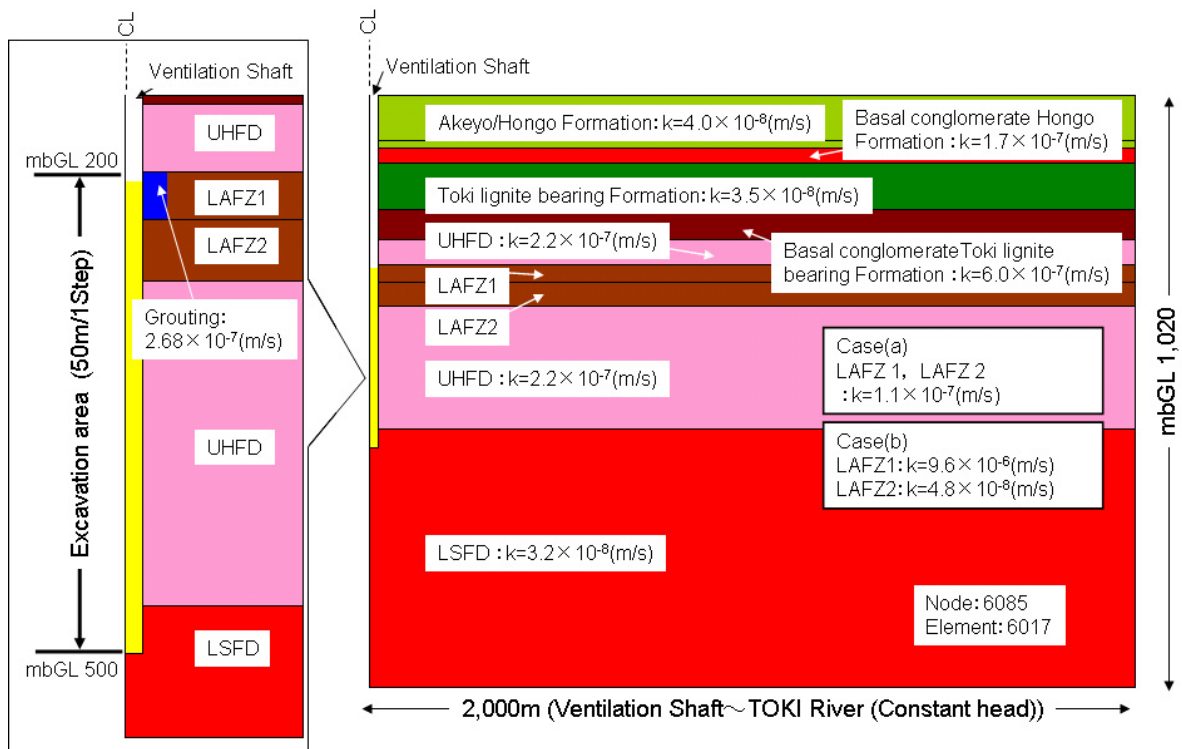 CL
Ventilation Shaft
UHFD
mbGL 200
LAFZ1
LAFZ2
Grouting:
2.68×10⁻⁷(m/s)
Excavation area (50m/1Step)
UHFD
LSFD
mbGL 500
CL
Ventilation Shaft
Akeyo/Hongo Formation:k=4.0×10⁻⁸(m/s)
Basal conglomerate Hongo
Formation :k=1.7×10⁻⁷(m/s)
Toki lignite bearing Formation:k=3.5×10⁻⁸(m/s)
UHFD :k=2.2×10⁻⁷(m/s)
Basal conglomerateToki lignite
bearing Formation :k=6.0×10⁻⁷(m/s)
LAFZ1
LAFZ2
UHFD :k=2.2×10⁻⁷(m/s)
Case(a)
LAFZ 1, LAFZ 2
:k=1.1×10⁻⁷(m/s)
Case(b)
LAFZ1:k=9.6×10⁻⁶(m/s)
LAFZ2:k=4.8×10⁻⁸(m/s)
LSFD :k=3.2×10⁻⁸(m/s)
Node:6085
Element:6017
mbGL 1,020
2,000m (Ventilation Shaft~TOKI River (Constant head))